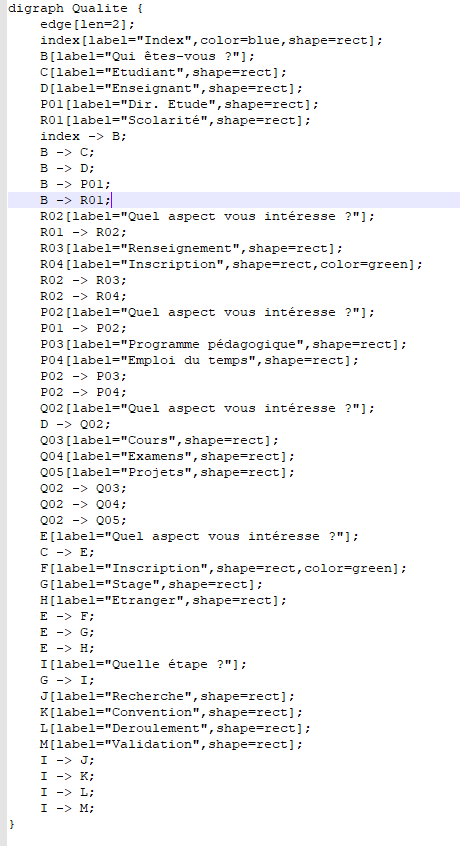 digraph Qualite {
edge[len=2];
index[label="Index",color=blue,shape=rect];
B[label="Qui êtes-vous ?"];
C[label="Etudiant",shape=rect];
D[label="Enseignant",shape=rect];
P01[label="Dir. Etude",shape=rect];
R01[label="Scolarité",shape=rect];
index -> B;
B -> C;
B -> D;
B -> P01;
B -> R01;
R02[label="Quel aspect vous intéresse ?"];
R01 -> R02;
R03[label="Renseignement",shape=rect];
R04[label="Inscription",shape=rect,color=green];
R02 -> R03;
R02 -> R04;
P02[label="Quel aspect vous intéresse ?"];
P01 -> P02;
P03[label="Programme pédagogique",shape=rect];
P04[label="Emploi du temps",shape=rect];
P02 -> P03;
P02 -> P04;
Q02[label="Quel aspect vous intéresse ?"];
D -> Q02;
Q03[label="Cours",shape=rect];
Q04[label="Examens",shape=rect];
Q05[label="Projets",shape=rect];
Q02 -> Q03;
Q02 -> Q04;
Q02 -> Q05;
E[label="Quel aspect vous intéresse ?"];
C -> E;
F[label="Inscription",shape=rect,color=green];
G[label="Stage",shape=rect];
H[label="Etranger",shape=rect];
E -> F;
E -> G;
E -> H;
I[label="Quelle étape ?"];
G -> I;
J[label="Recherche",shape=rect];
K[label="Convention",shape=rect];
L[label="Deroulement",shape=rect];
M[label="Validation",shape=rect];
I -> J;
I -> K;
I -> L;
I -> M;
}